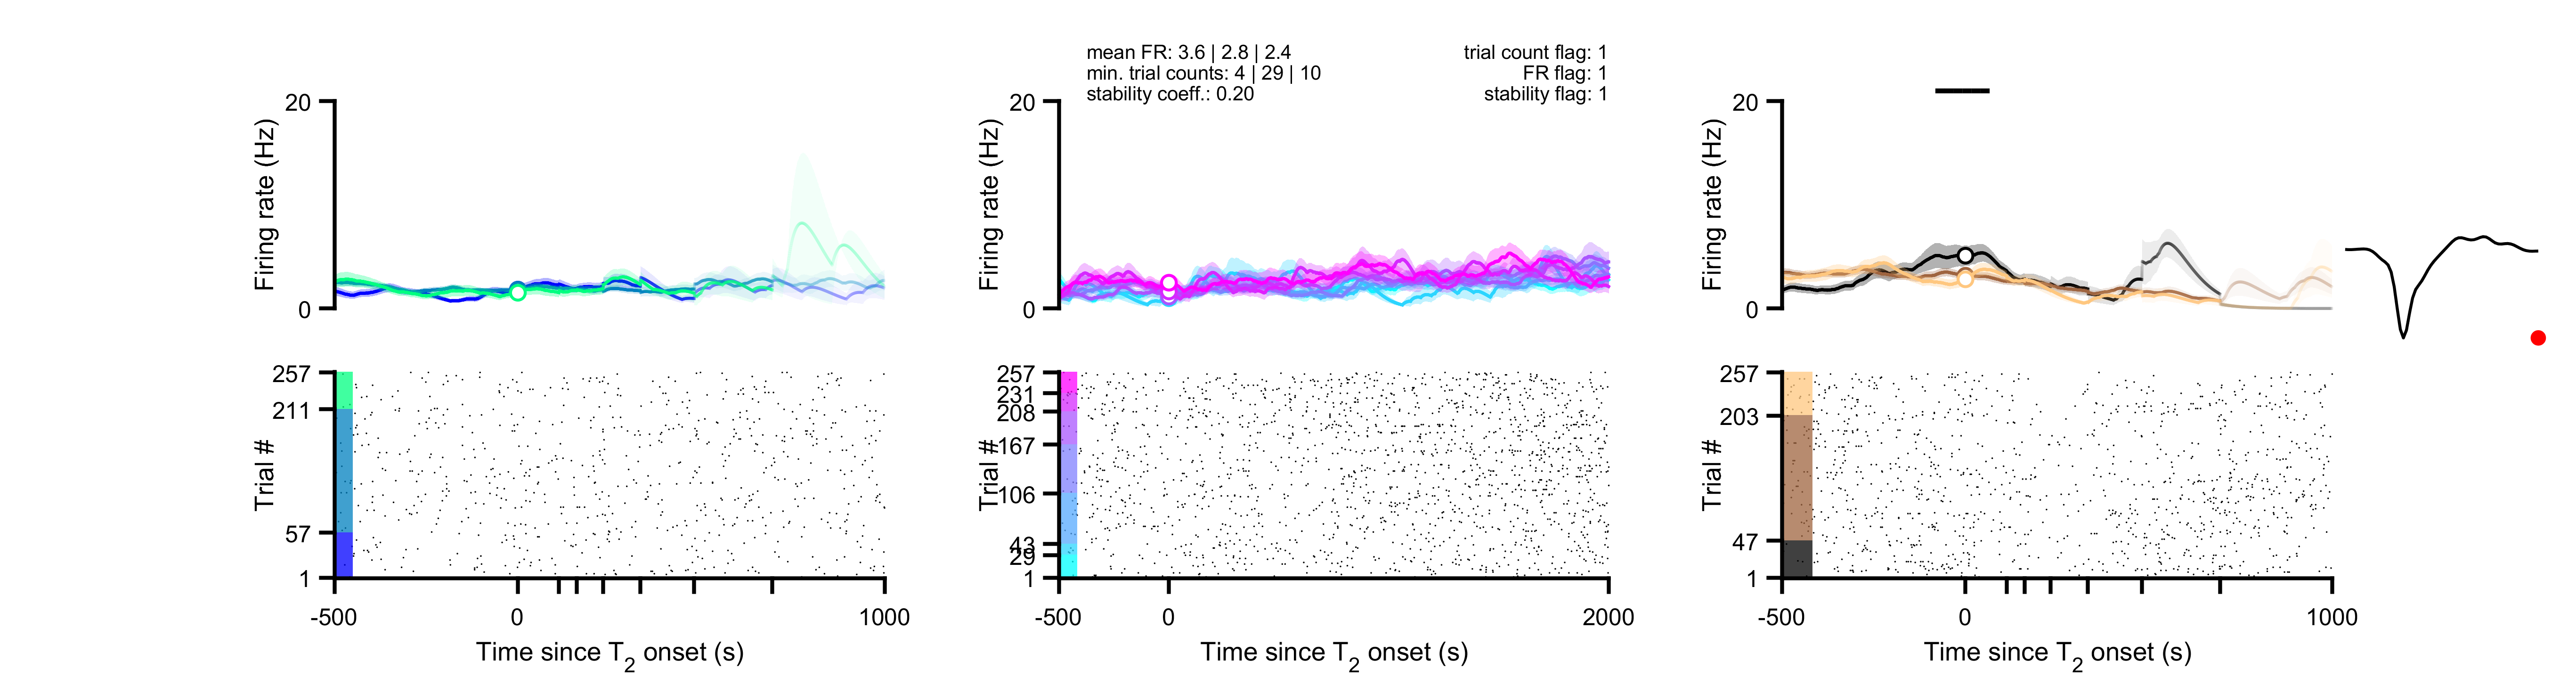 mean FR: 3.6 | 2.8 | 2.4
min. trial counts: 4 | 29 | 10
stability coeff.: 0.20
trial count flag: 1
FR flag: 1
stability flag: 1
20
0
Firing rate (Hz)
257
211
57
1
Trial #
-500
0
1000
Time since T2 onset (s)
20
0
Firing rate (Hz)
257
231
208
167
106
43
29
1
Trial #
-500
0
2000
Time since T2 onset (s)
20
0
Firing rate (Hz)
257
203
47
1
Trial #
-500
0
1000
Time since T2 onset (s)